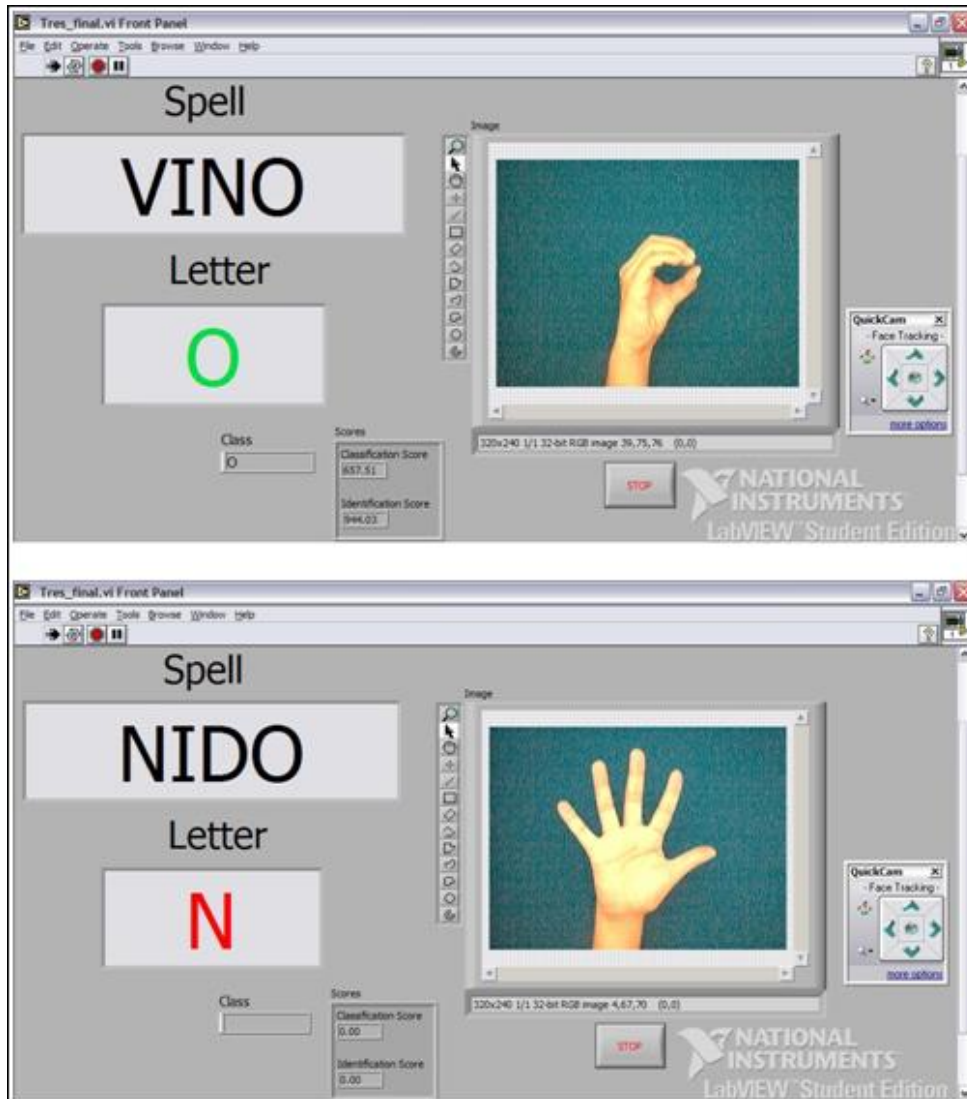 Tres_final.vi Front Panel
File Edit Operate Tools Browse Window Help
Spell
VINO
Letter
O
Class
O
Scores
Classification Score
657.51
Identification Score
944.03
Image
320x240 1/1 32-bit RGB image 39,75,76 (0,0)
STOP
QuickCam X
- Face Tracking -
more options
NATIONAL
INSTRUMENTS
LabVIEW™ Student Edition
Tres_final.vi Front Panel
File Edit Operate Tools Browse Window Help
Spell
NIDO
Letter
N
Class
Scores
Classification Score
0.00
Identification Score
0.00
Image
320x240 1/1 32-bit RGB image 4,67,70 (0,0)
STOP
QuickCam X
- Face Tracking -
more options
NATIONAL
INSTRUMENTS
LabVIEW™ Student Edition